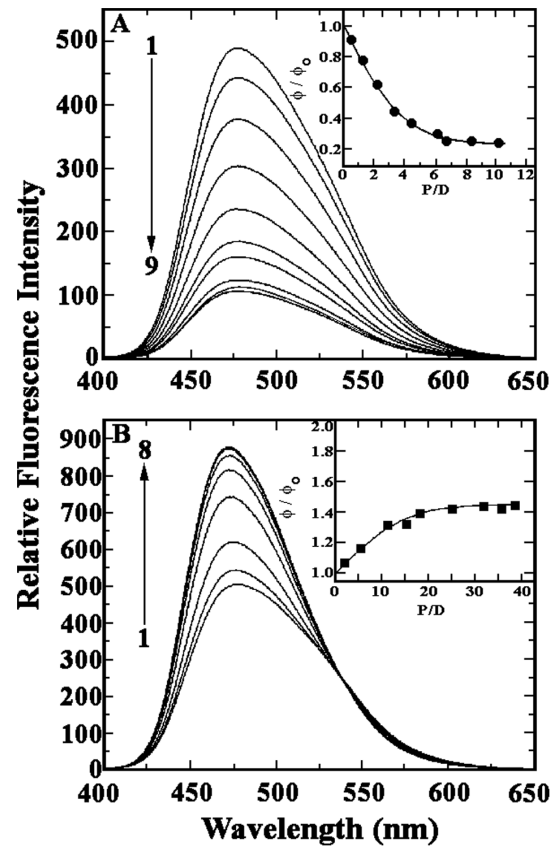 Relative Fluorescence Intensity
A
500
400
300
200
100
0
1
9
400 450 500 550 600 650
ϕ / ϕo
1.0
0.8
0.6
0.4
0.2
0 2 4 6 8 10 12
P/D
B
900
800
700
600
500
400
300
200
100
0
8
1
400 450 500 550 600 650
ϕ / ϕo
2.0
1.8
1.6
1.4
1.2
1.0
0 10 20 30 40
P/D
Wavelength (nm)